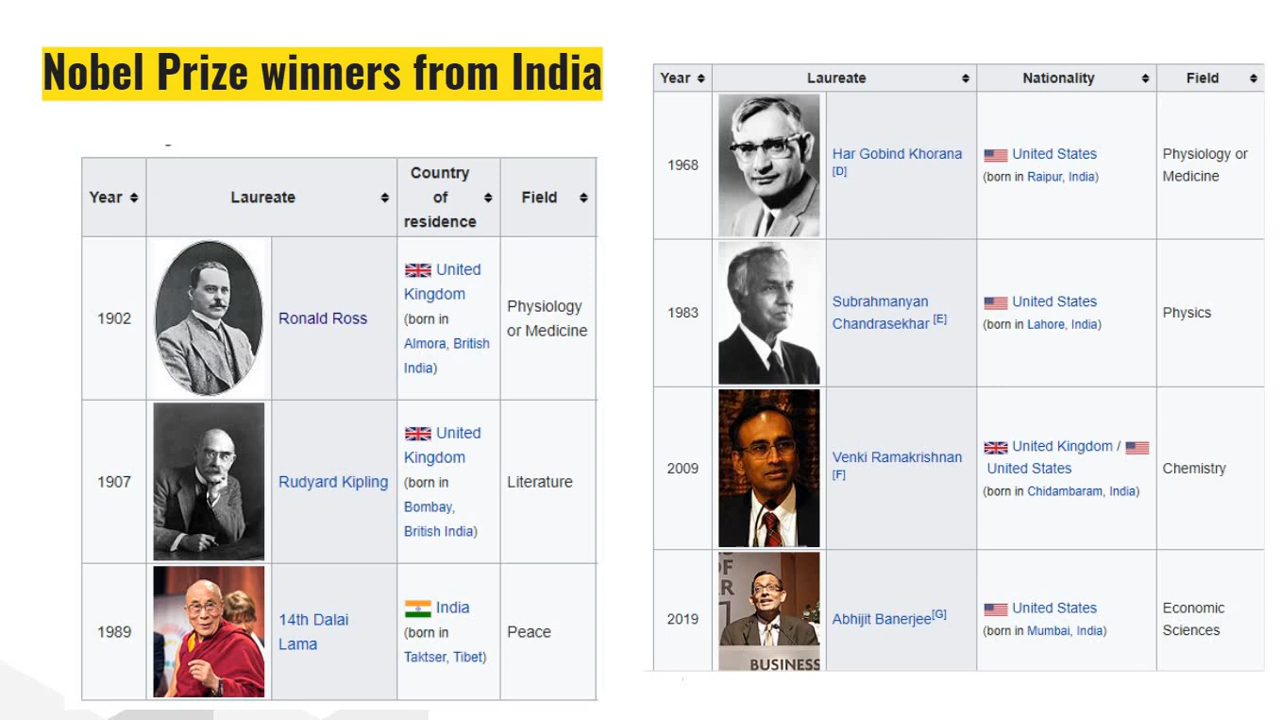 Nobel Prize winners from India
Year Laureate Country of residence Field
1902 Ronald Ross United Kingdom (born in Almora, British India) Physiology or Medicine
1907 Rudyard Kipling United Kingdom (born in Bombay, British India) Literature
1989 14th Dalai Lama India (born in Taktser, Tibet) Peace
Year Laureate Nationality Field
1968 Har Gobind Khorana [D] United States (born in Raipur, India) Physiology or Medicine
1983 Subrahmanyan Chandrasekhar [E] United States (born in Lahore, India) Physics
2009 Venki Ramakrishnan [F] United Kingdom / United States (born in Chidambaram, India) Chemistry
2019 Abhijit Banerjee[G] United States (born in Mumbai, India) Economic Sciences
BUSINESS